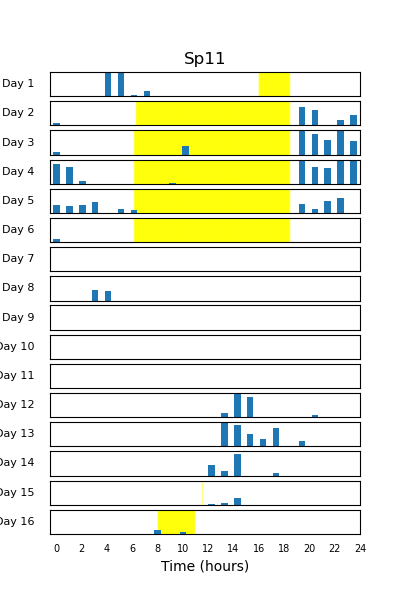 Sp11
Day 1
Day 2
Day 3
Day 4
Day 5
Day 6
Day 7
Day 8
Day 9
Day 10
Day 11
Day 12
Day 13
Day 14
Day 15
Day 16
0 2 4 6 8 10 12 14 16 18 20 22 24
Time (hours)